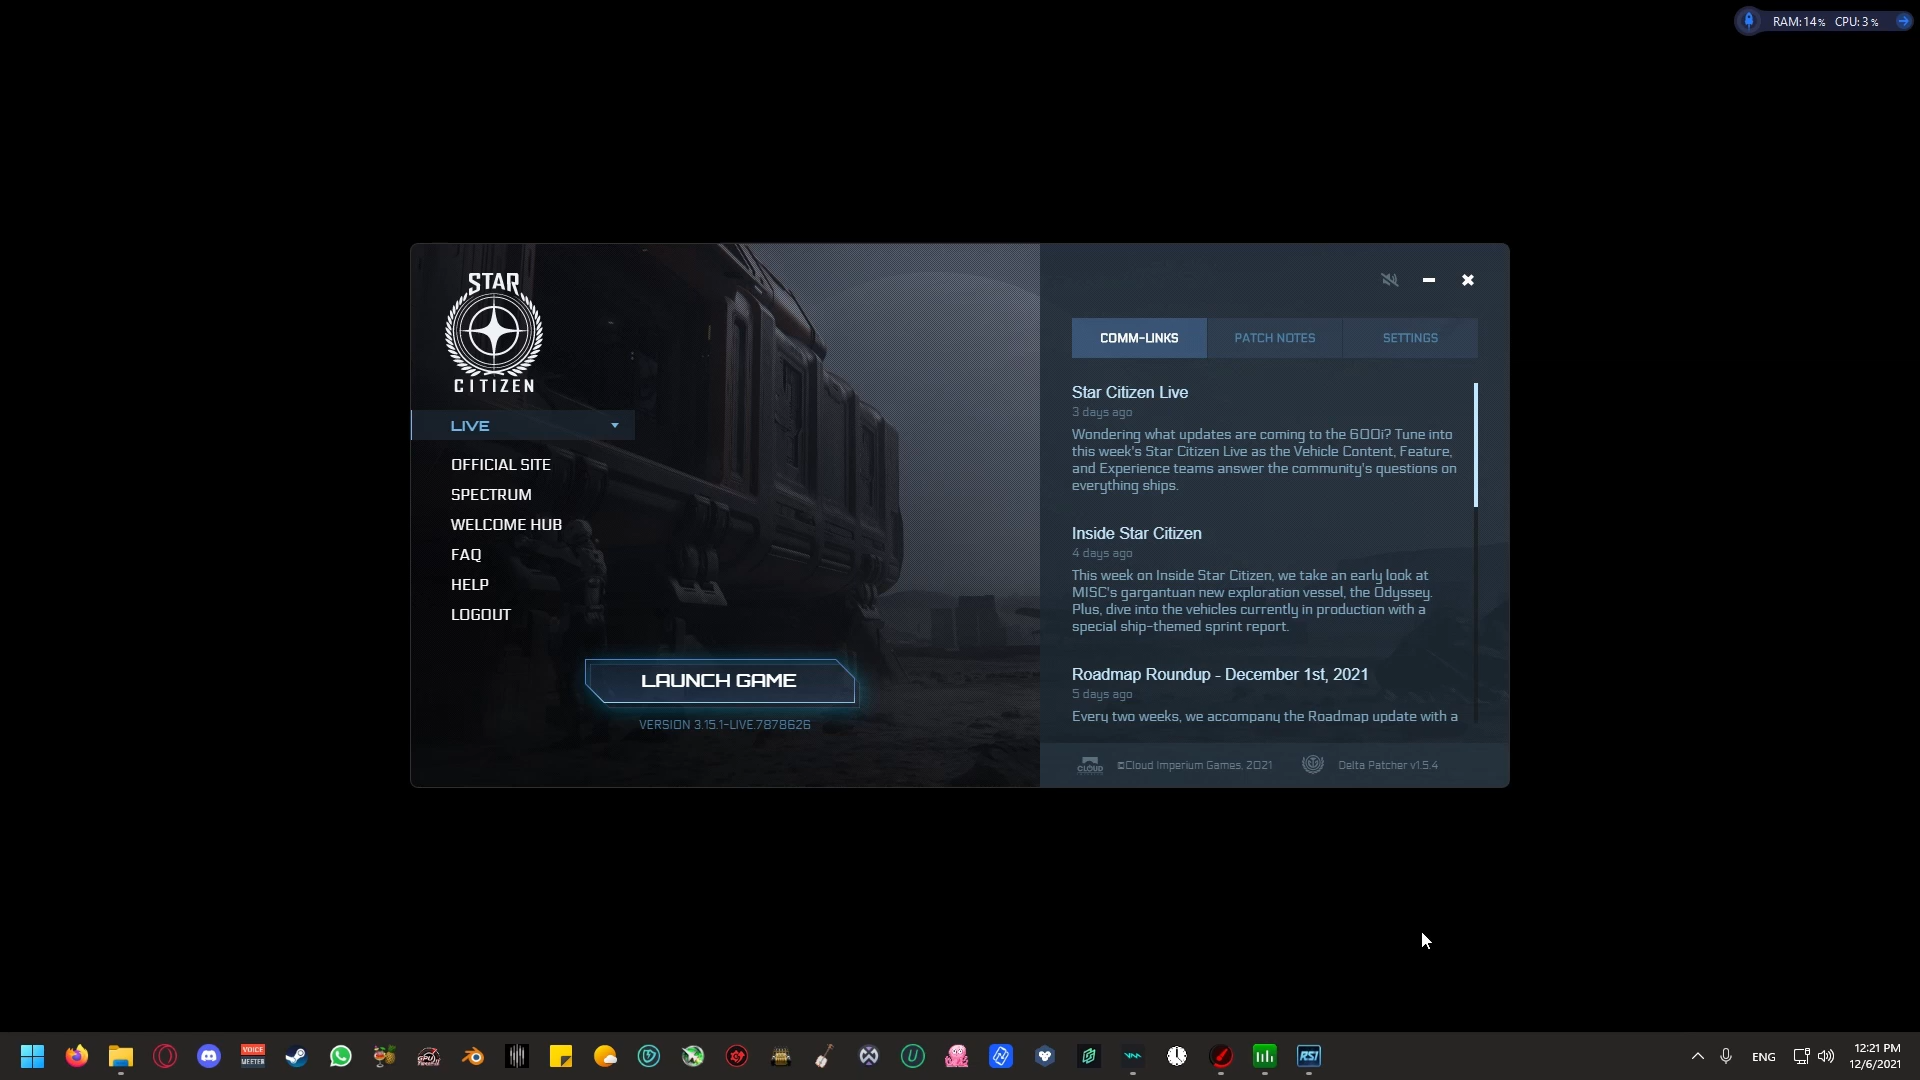 RAM: 14% CPU: 3%
STAR
CITIZEN
LIVE
OFFICIAL SITE
SPECTRUM
WELCOME HUB
FAQ
HELP
LOGOUT
LAUNCH GAME
VERSION 3.15.1-LIVE.7878626
COMM-LINKS PATCH NOTES SETTINGS
Star Citizen Live
3 days ago
Wondering what updates are coming to the 600i? Tune into
this week's Star Citizen Live as the Vehicle Content, Feature,
and Experience teams answer the community's questions on
everything ships.
Inside Star Citizen
4 days ago
This week on Inside Star Citizen, we take an early look at
MISC's gargantuan new exploration vessel, the Odyssey.
Plus, dive into the vehicles currently in production with a
special ship-themed sprint report.
Roadmap Roundup - December 1st, 2021
5 days ago
Every two weeks, we accompany the Roadmap update with a
CLOUD ©Cloud Imperium Games, 2021 Delta Patcher v1.5.4
VOICE
MEETER
RSI
ENG
12:21 PM
12/6/2021